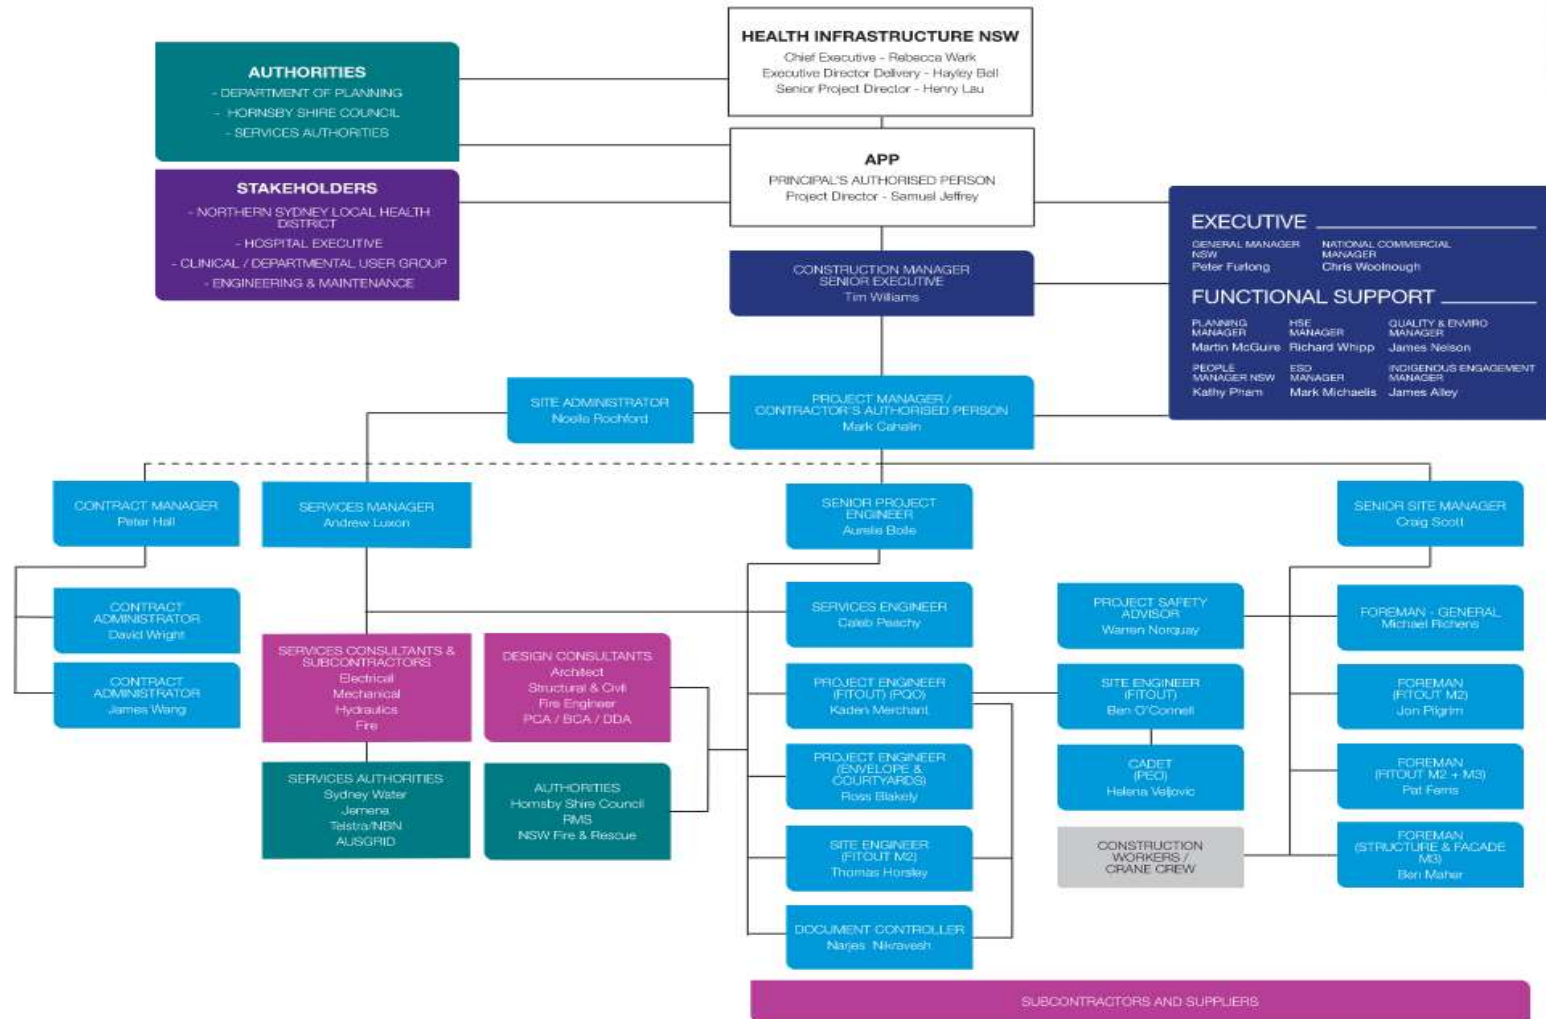 HEALTH INFRASTRUCTURE NSW
Chief Executive - Rebecca Wark
Executive Director Delivery - Hayley Bell
Senior Project Director - Henry Lau
AUTHORITIES
- DEPARTMENT OF PLANNING
- HORNSBY SHIRE COUNCIL
- SERVICES AUTHORITIES
APP
PRINCIPAL'S AUTHORISED PERSON
Project Director - Samuel Jeffrey
STAKEHOLDERS
- NORTHERN SYDNEY LOCAL HEALTH
DISTRICT
- HOSPITAL EXECUTIVE
- CLINICAL / DEPARTMENTAL USER GROUP
- ENGINEERING & MAINTENANCE
EXECUTIVE
GENERAL MANAGER
NSW
Peter Furlong
NATIONAL COMMERCIAL
MANAGER
Chris Woolnough
FUNCTIONAL SUPPORT
PLANNING
MANAGER
Martin McGuire
HSE
MANAGER
Richard Whipp
QUALITY & ENVIRO
MANAGER
James Nelson
PEOPLE
MANAGER NSW
Kathy Pham
ESD
MANAGER
Mark Michaelis
INDIGENOUS ENGAGEMENT
MANAGER
James Alley
CONSTRUCTION MANAGER
SENIOR EXECUTIVE
Tim Williams
SITE ADMINISTRATOR
Noelle Rochford
PROJECT MANAGER /
CONTRACTOR'S AUTHORISED PERSON
Mark Cahalin
CONTRACT MANAGER
Peter Hall
SERVICES MANAGER
Andrew Luxon
SENIOR PROJECT
ENGINEER
Aurelie Bolle
SENIOR SITE MANAGER
Craig Scott
CONTRACT
ADMINISTRATOR
David Wright
CONTRACT
ADMINISTRATOR
James Wang
SERVICES CONSULTANTS &
SUBCONTRACTORS
Electrical
Mechanical
Hydraulics
Fire
DESIGN CONSULTANTS
Architect
Structural & Civil
Fire Engineer
PCA / BCA / DDA
SERVICES AUTHORITIES
Sydney Water
Jemena
Telstra/NBN
AUSGRID
AUTHORITIES
Hornsby Shire Council
RMS
NSW Fire & Rescue
SERVICES ENGINEER
Caleb Peachy
PROJECT ENGINEER
(FITOUT) (PQO)
Kaden Merchant
PROJECT ENGINEER
(ENVELOPE &
COURTYARDS)
Ross Blakely
SITE ENGINEER
(FITOUT M2)
Thomas Horsley
DOCUMENT CONTROLLER
Narjes Nikravesh
PROJECT SAFETY
ADVISOR
Warren Norquay
SITE ENGINEER
(FITOUT)
Ben O'Connell
CADET
(PEO)
Helena Veljovic
CONSTRUCTION
WORKERS /
CRANE CREW
FOREMAN - GENERAL
Michael Richens
FOREMAN
(FITOUT M2)
Jon Pilgrim
FOREMAN
(FITOUT M2 + M3)
Pat Ferris
FOREMAN
(STRUCTURE & FACADE
M3)
Ben Maher
SUBCONTRACTORS AND SUPPLIERS